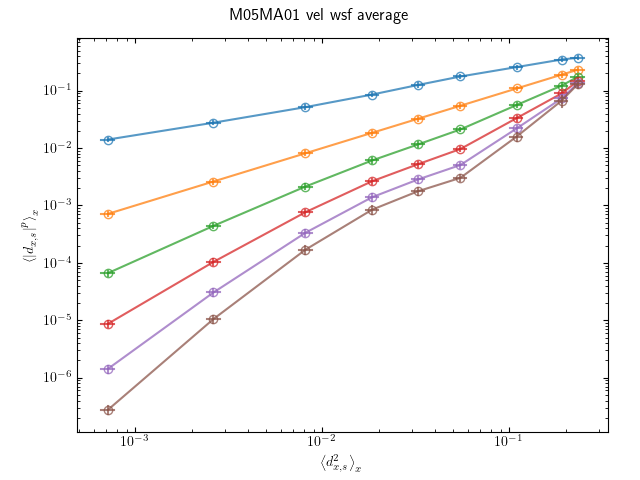 M05MA01 vel wsf average
10⁻¹
10⁻²
10⁻³
10⁻⁴
10⁻⁵
10⁻⁶
⟨|d_{x,s}|^p⟩_x
10⁻³ 10⁻² 10⁻¹
⟨d²_{x,s}⟩_x